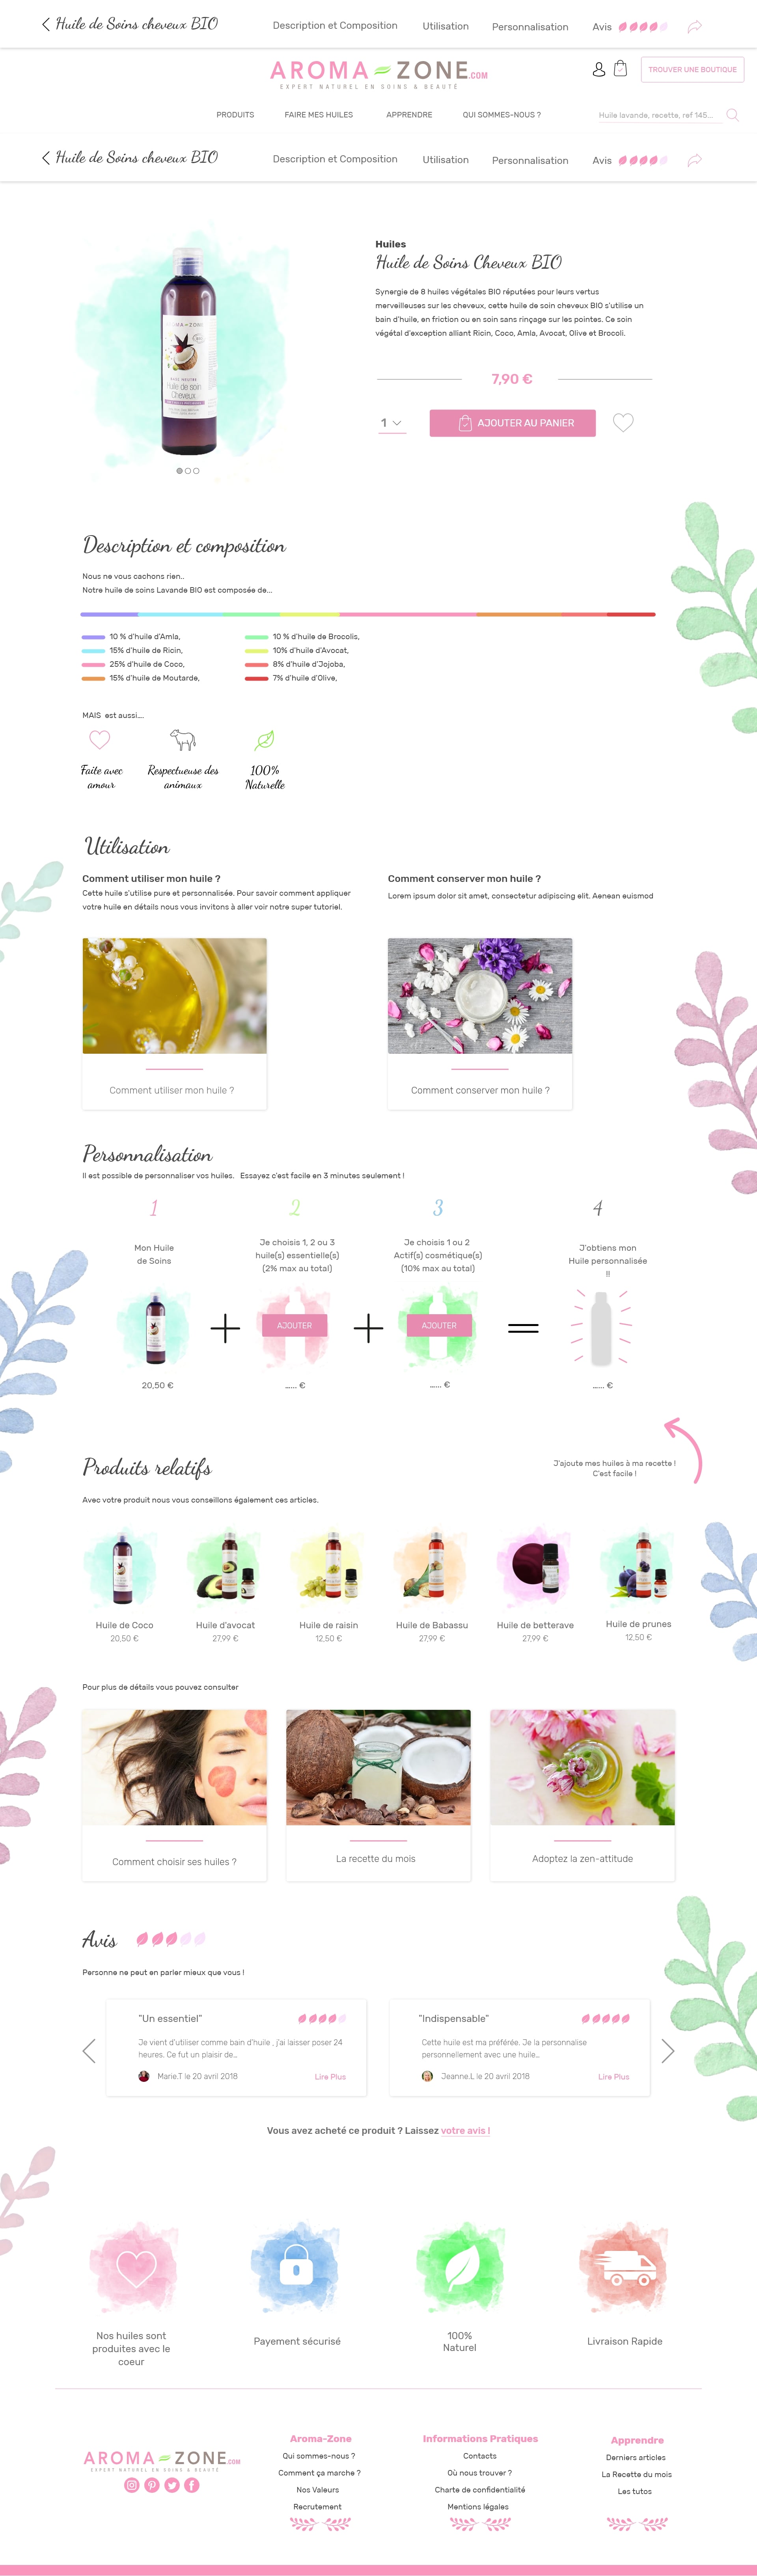 Huile de Soins cheveux BIO
Description et Composition
Utilisation
Personnalisation
Avis
AROMA-ZONE.COM
EXPERT NATUREL EN SOINS & BEAUTÉ
TROUVER UNE BOUTIQUE
PRODUITS
FAIRE MES HUILES
APPRENDRE
QUI SOMMES-NOUS ?
Huile lavande, recette, ref 145...
Huile de Soins cheveux BIO
Description et Composition
Utilisation
Personnalisation
Avis
AROMA-ZONE
huile de soin
Cheveux
Huiles
Huile de Soins Cheveux BIO
Synergie de 8 huiles végétales BIO réputées pour leurs vertus
merveilleuses sur les cheveux, cette huile de soin cheveux BIO s'utilise un
bain d'huile, en friction ou en soin sans rinçage sur les pointes. Ce soin
végétal d'exception alliant Ricin, Coco, Amla, Avocat, Olive et Brocoli.
7,90 €
1
AJOUTER AU PANIER
Description et composition
Nous ne vous cachons rien..
Notre huile de soins Lavande BIO est composée de...
10 % d'huile d'Amla,
10 % d'huile de Brocolis,
15% d'huile de Ricin,
10% d'huile d'Avocat,
25% d'huile de Coco,
8% d'huile d'Jojoba,
15% d'huile de Moutarde,
7% d'huile d'Olive,
MAIS est aussi....
Faite avec
amour
Respectueuse des
animaux
100%
Naturelle
Utilisation
Comment utiliser mon huile ?
Cette huile s'utilise pure et personnalisée. Pour savoir comment appliquer
votre huile en détails nous vous invitons à aller voir notre super tutoriel.
Comment conserver mon huile ?
Lorem ipsum dolor sit amet, consectetur adipiscing elit. Aenean euismod
Comment utiliser mon huile ?
Comment conserver mon huile ?
Personnalisation
Il est possible de personnaliser vos huiles. Essayez c'est facile en 3 minutes seulement !
1
2
3
4
Mon Huile
de Soins
Je choisis 1, 2 ou 3
huile(s) essentielle(s)
(2% max au total)
Je choisis 1 ou 2
Actif(s) cosmétique(s)
(10% max au total)
J'obtiens mon
Huile personnalisée
!!
+
AJOUTER
+
AJOUTER
=
20,50 €
...... €
...... €
...... €
Produits relatifs
J'ajoute mes huiles à ma recette !
C'est facile !
Avec votre produit nous vous conseillons également ces articles.
Huile de Coco
20,50 €
Huile d'avocat
27,99 €
Huile de raisin
12,50 €
Huile de Babassu
27,99 €
Huile de betterave
27,99 €
Huile de prunes
12,50 €
Pour plus de détails vous pouvez consulter
Comment choisir ses huiles ?
La recette du mois
Adoptez la zen-attitude
Avis
Personne ne peut en parler mieux que vous !
"Un essentiel"
Je vient d'utiliser comme bain d'huile , j'ai laisser poser 24
heures. Ce fut un plaisir de...
Marie.T le 20 avril 2018
Lire Plus
"Indispensable"
Cette huile est ma préférée. Je la personnalise
personnellement avec une huile...
Jeanne.L le 20 avril 2018
Lire Plus
Vous avez acheté ce produit ? Laissez votre avis !
Nos huiles sont
produites avec le
coeur
Payement sécurisé
100%
Naturel
Livraison Rapide
AROMA-ZONE.COM
EXPERT NATUREL EN SOINS & BEAUTÉ
Aroma-Zone
Qui sommes-nous ?
Comment ça marche ?
Nos Valeurs
Recrutement
Informations Pratiques
Contacts
Où nous trouver ?
Charte de confidentialité
Mentions légales
Apprendre
Derniers articles
La Recette du mois
Les tutos